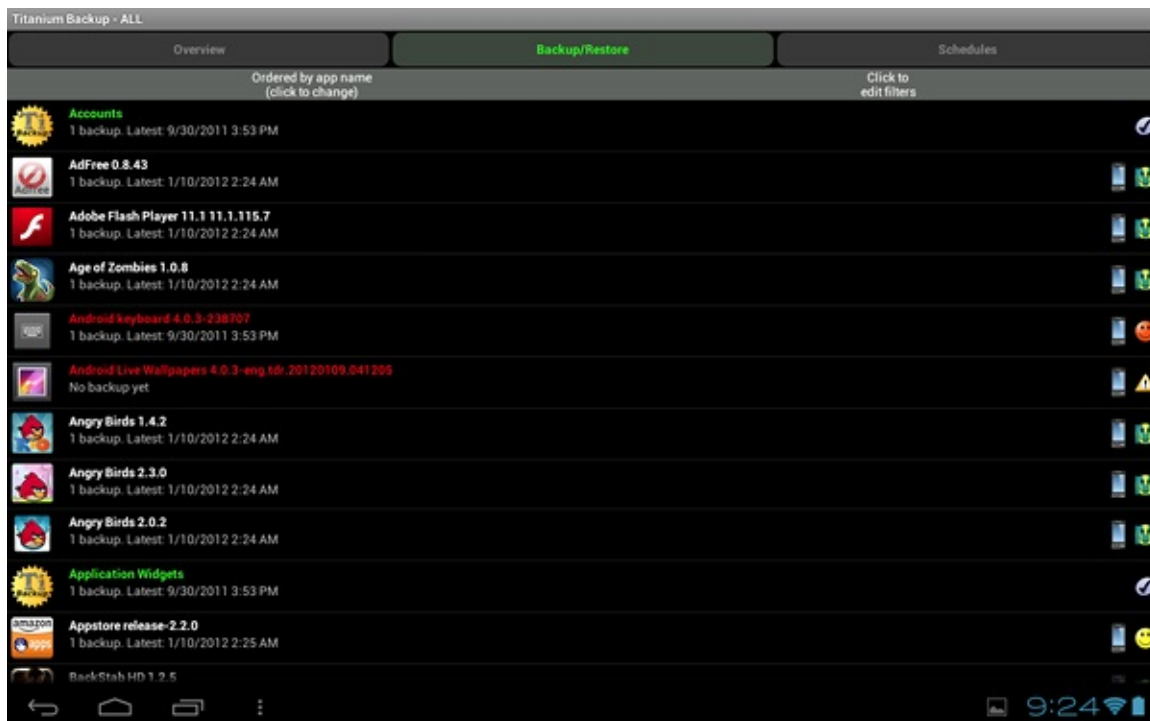 Titanium Backup - ALL
Overview
Backup/Restore
Schedules
Ordered by app name
(click to change)
Click to
edit filters
Ti
Backup
Accounts
1 backup. Latest: 9/30/2011 3:53 PM
AdFree
AdFree 0.8.43
1 backup. Latest: 1/10/2012 2:24 AM
Adobe Flash Player 11.1 11.1.115.7
1 backup. Latest: 1/10/2012 2:24 AM
Age of Zombies 1.0.8
1 backup. Latest: 1/10/2012 2:24 AM
Android keyboard 4.0.3-238707
1 backup. Latest: 9/30/2011 3:53 PM
Android Live Wallpapers 4.0.3-eng.tdr.20120109.041205
No backup yet
Angry Birds 1.4.2
1 backup. Latest: 1/10/2012 2:24 AM
Angry Birds 2.3.0
1 backup. Latest: 1/10/2012 2:24 AM
Angry Birds 2.0.2
1 backup. Latest: 1/10/2012 2:24 AM
Ti
Backup
Application Widgets
1 backup. Latest: 9/30/2011 3:53 PM
amazon
apps
Appstore release-2.2.0
1 backup. Latest: 1/10/2012 2:25 AM
BackStab HD 1.2.5
9:24